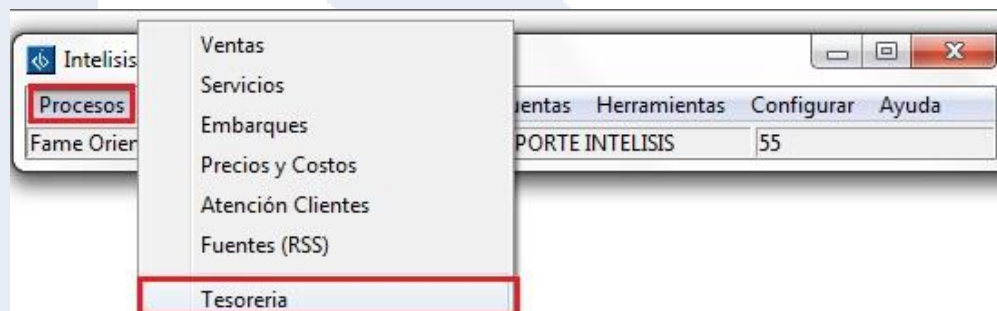 Intelisis
Procesos
Fame Orien
Ventas
Servicios
Embarques
Precios y Costos
Atención Clientes
Fuentes (RSS)
Tesoreria
uentas Herramientas Configurar Ayuda
PORTE INTELISIS 55